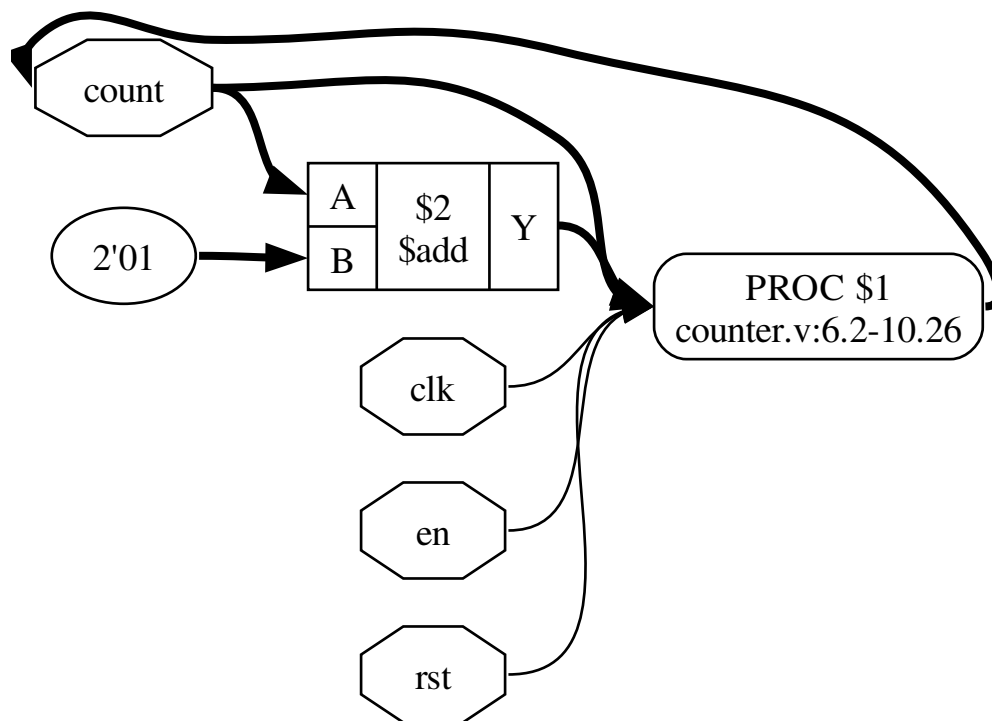 count
A
B
$2
$add
Y
2'01
PROC $1
counter.v:6.2-10.26
clk
en
rst